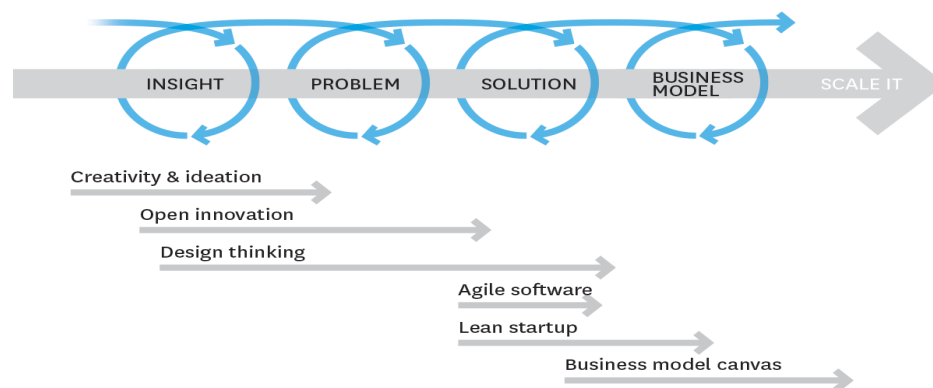 INSIGHT
PROBLEM
SOLUTION
BUSINESS
MODEL
SCALE IT
Creativity & ideation
Open innovation
Design thinking
Agile software
Lean startup
Business model canvas